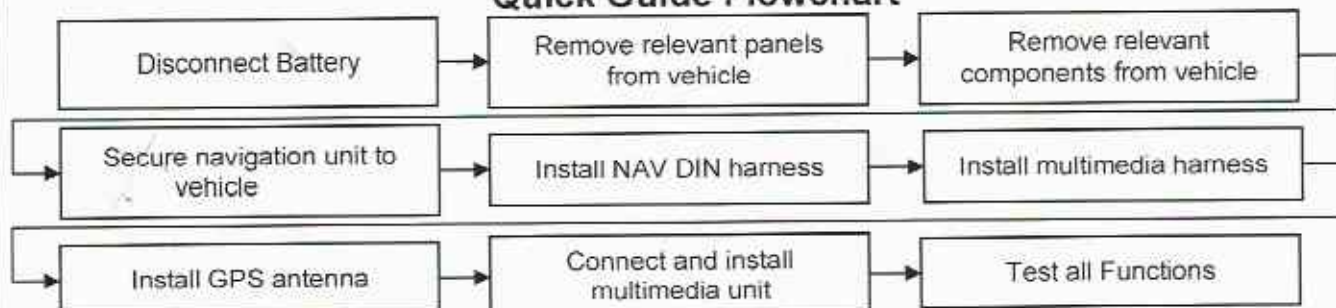 Quick Guide Flowchart
Disconnect Battery
Remove relevant panels
from vehicle
Remove relevant
components from vehicle
Secure navigation unit to
vehicle
Install NAV DIN harness
Install multimedia harness
Install GPS antenna
Connect and install
multimedia unit
Test all Functions